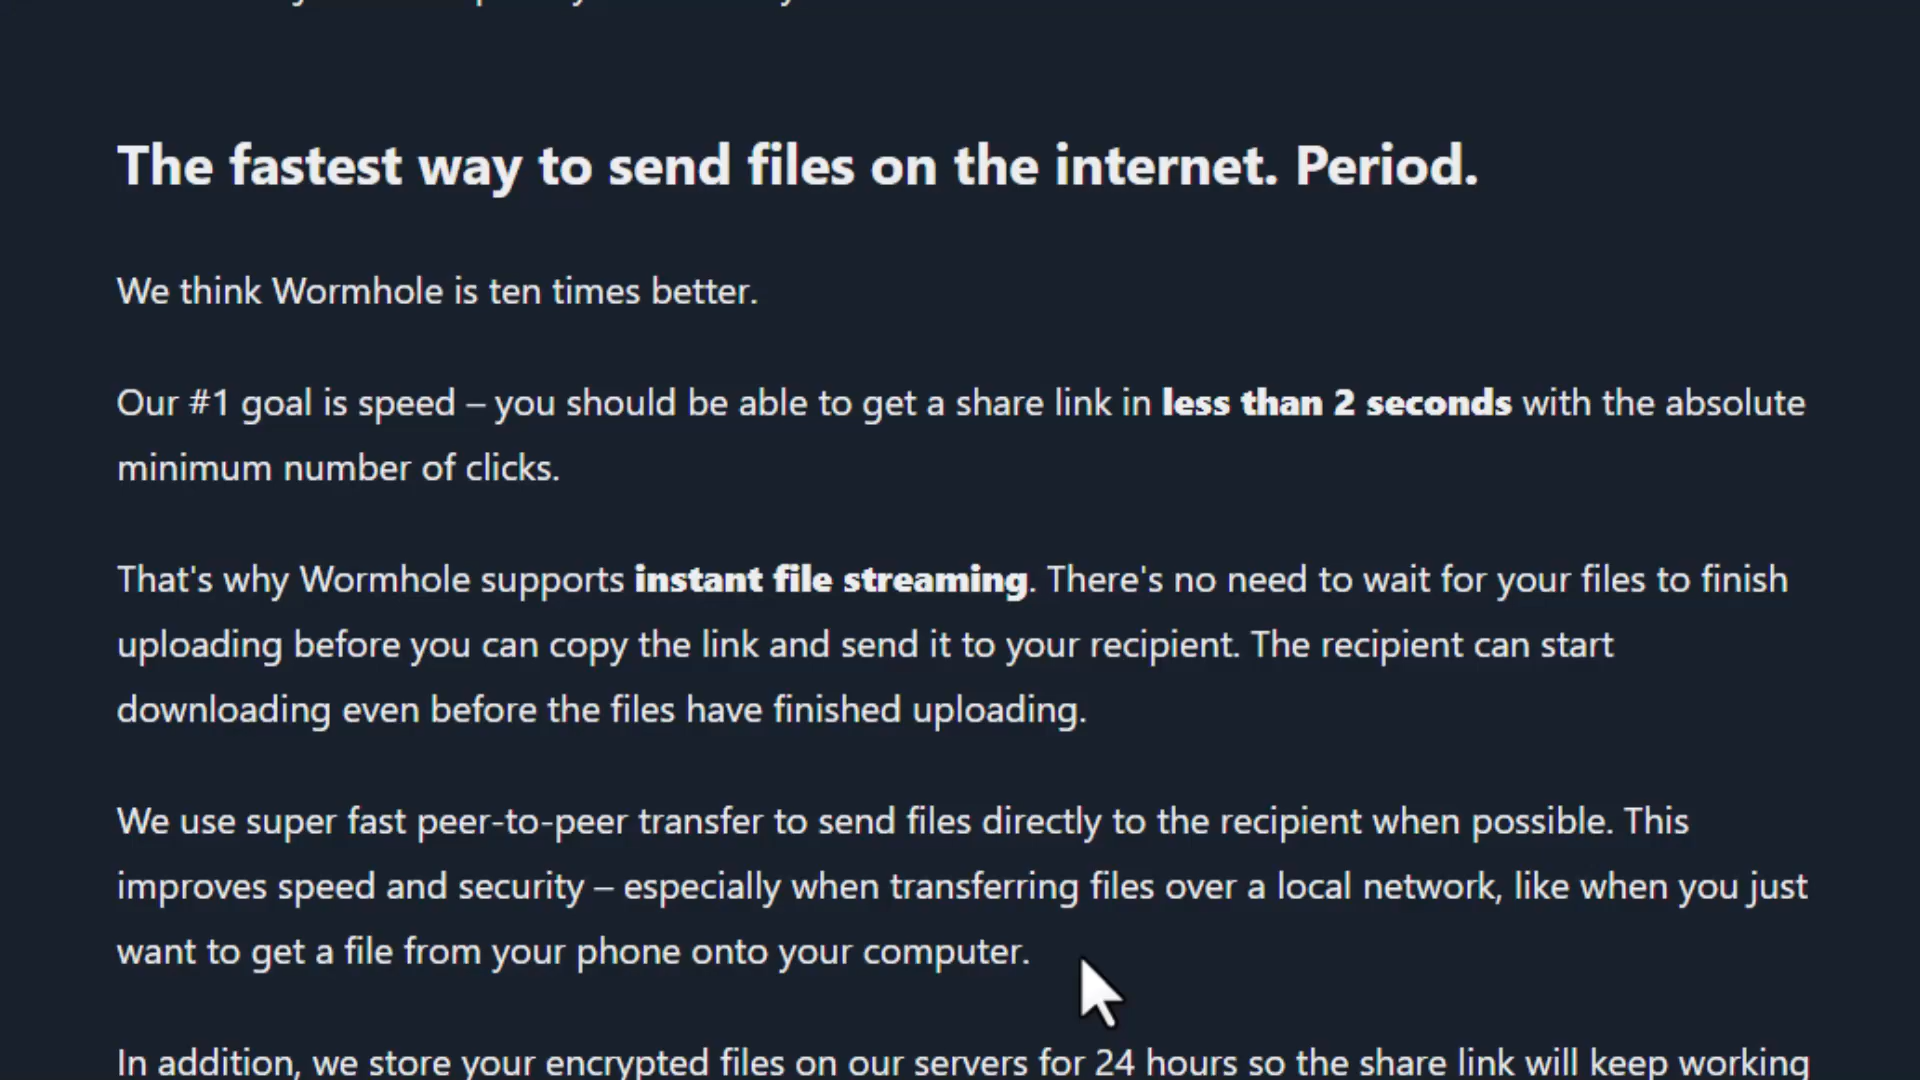 The fastest way to send files on the internet. Period.
We think Wormhole is ten times better.
Our #1 goal is speed – you should be able to get a share link in less than 2 seconds with the absolute
minimum number of clicks.
That's why Wormhole supports instant file streaming. There's no need to wait for your files to finish
uploading before you can copy the link and send it to your recipient. The recipient can start
downloading even before the files have finished uploading.
We use super fast peer-to-peer transfer to send files directly to the recipient when possible. This
improves speed and security – especially when transferring files over a local network, like when you just
want to get a file from your phone onto your computer.
In addition, we store your encrypted files on our servers for 24 hours so the share link will keep working